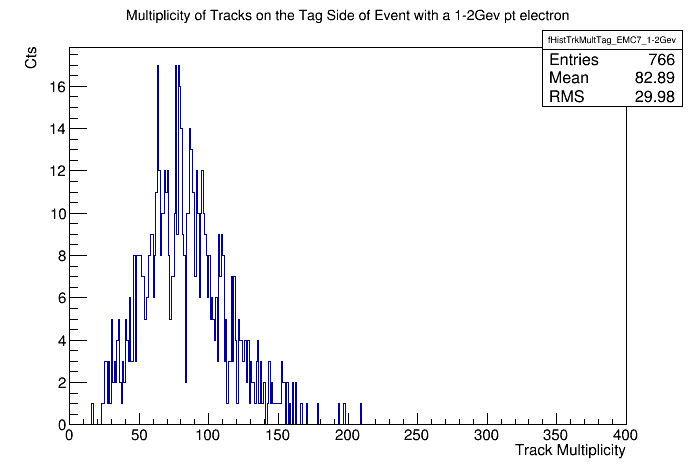 Multiplicity of Tracks on the Tag Side of Event with a 1-2Gev pt electron
fHistTrkMultTag_EMC7_1-2Gev
Entries 766
Mean 82.89
RMS 29.98
Cts
16
14
12
10
8
6
4
2
0
0 50 100 150 200 250 300 350 400
Track Multiplicity